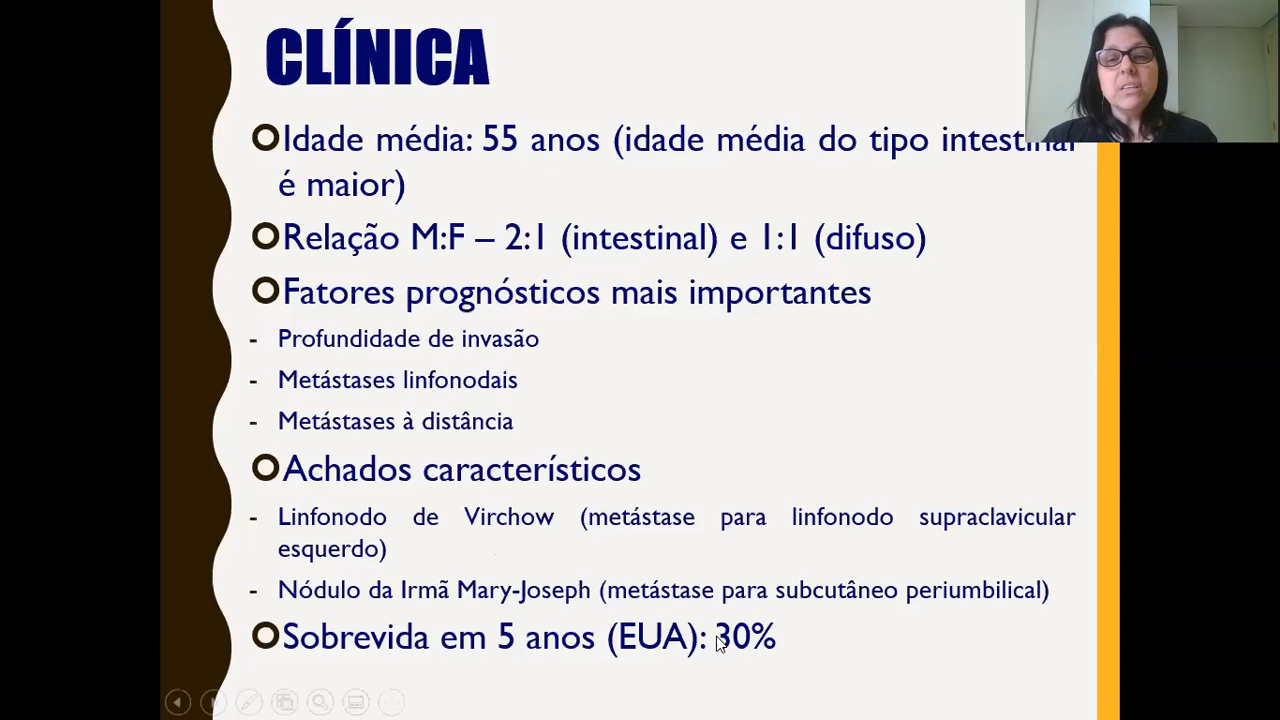 CLÍNICA
Idade média: 55 anos (idade média do tipo intestinal
é maior)
Relação M:F – 2:1 (intestinal) e 1:1 (difuso)
Fatores prognósticos mais importantes
- Profundidade de invasão
- Metástases linfonodais
- Metástases à distância
Achados característicos
- Linfonodo de Virchow (metástase para linfonodo supraclavicular
esquerdo)
- Nódulo da Irmã Mary-Joseph (metástase para subcutâneo periumbilical)
Sobrevida em 5 anos (EUA): 30%